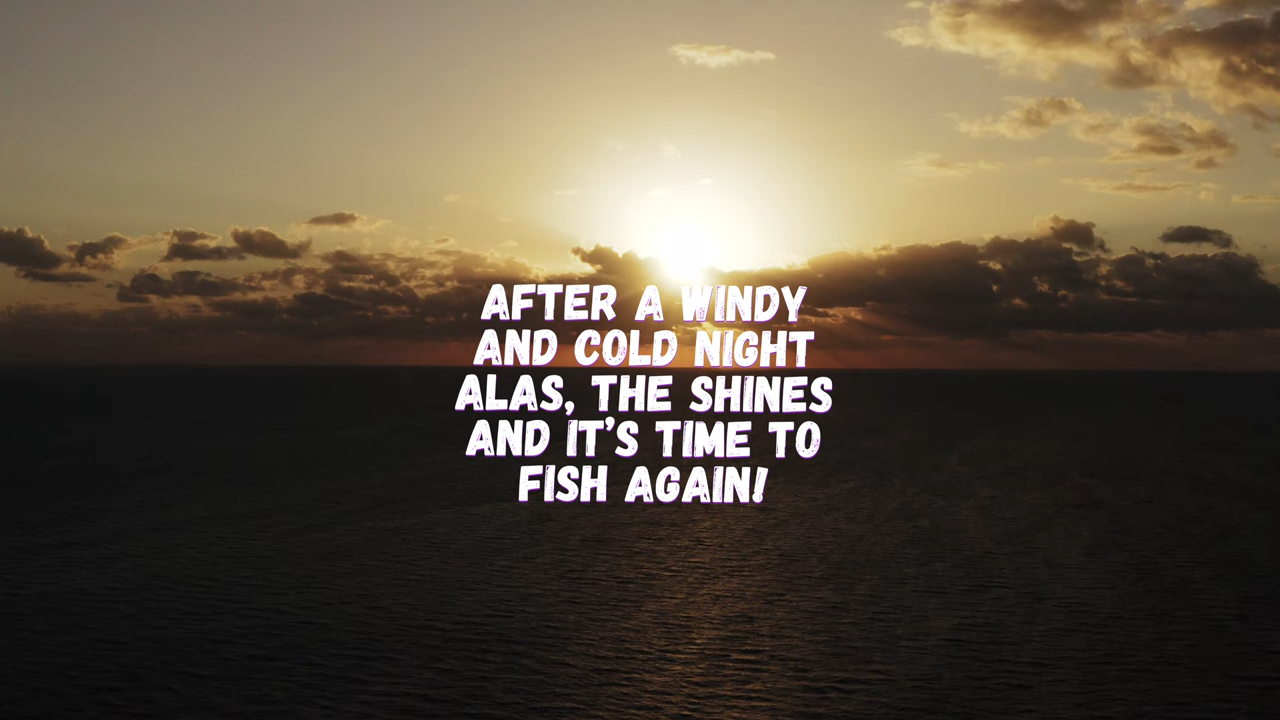 AFTER A WINDY
AND COLD NIGHT
ALAS, THE SHINES
AND IT'S TIME TO
FISH AGAIN!